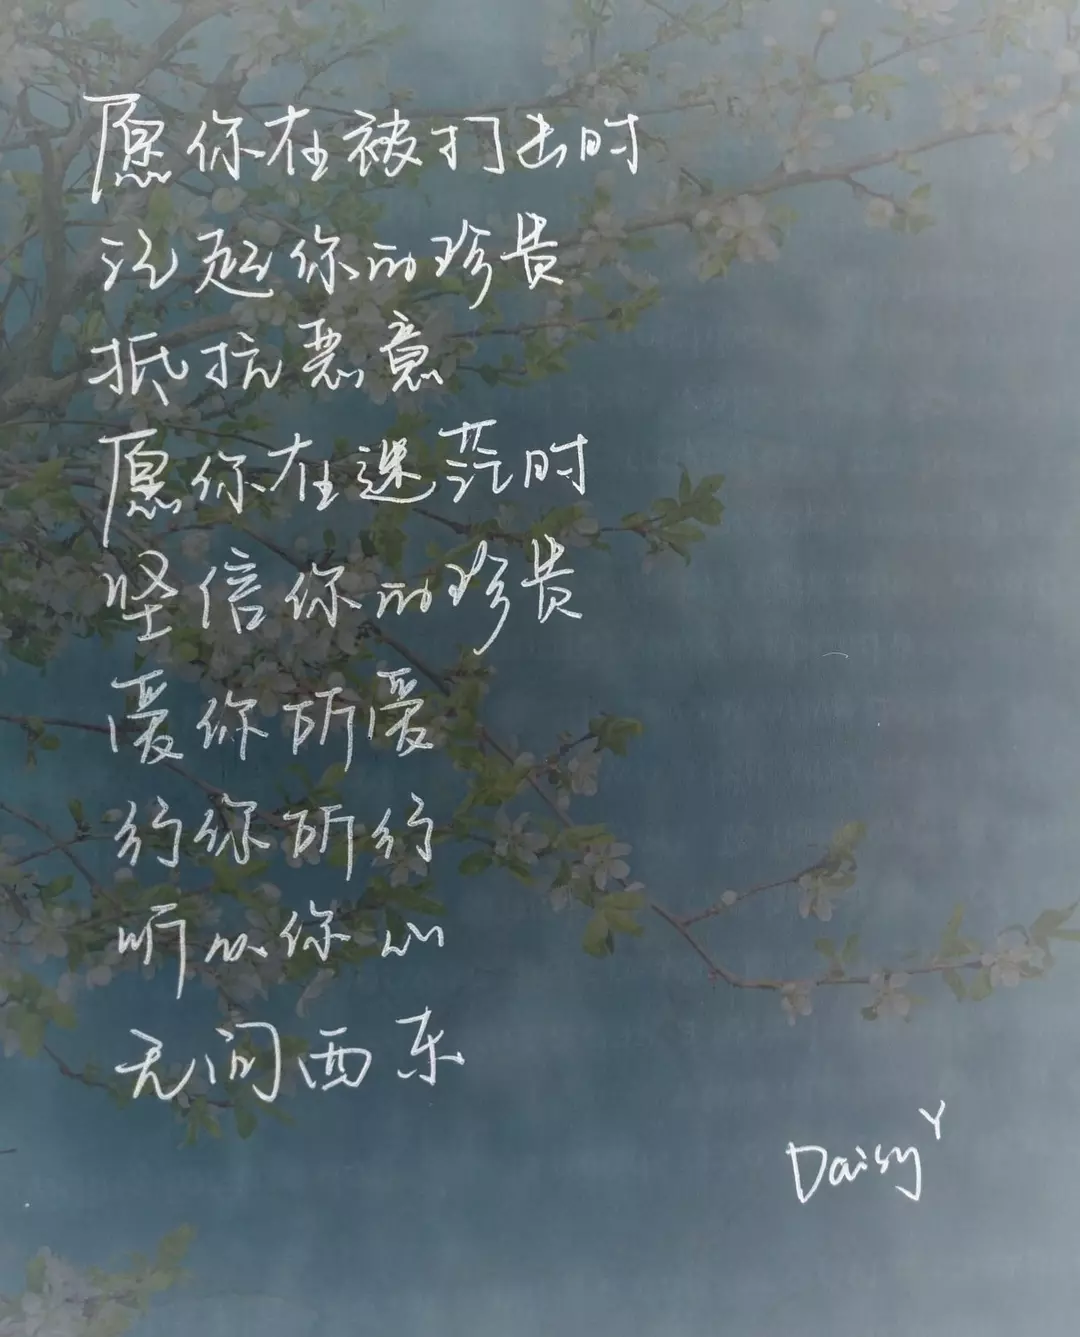 愿你在被打击时
记起你的珍贵
抵抗恶意
愿你在迷茫时
坚信你的珍贵
爱你所爱
行你所行
听从你心
无问西东
Daisy Y